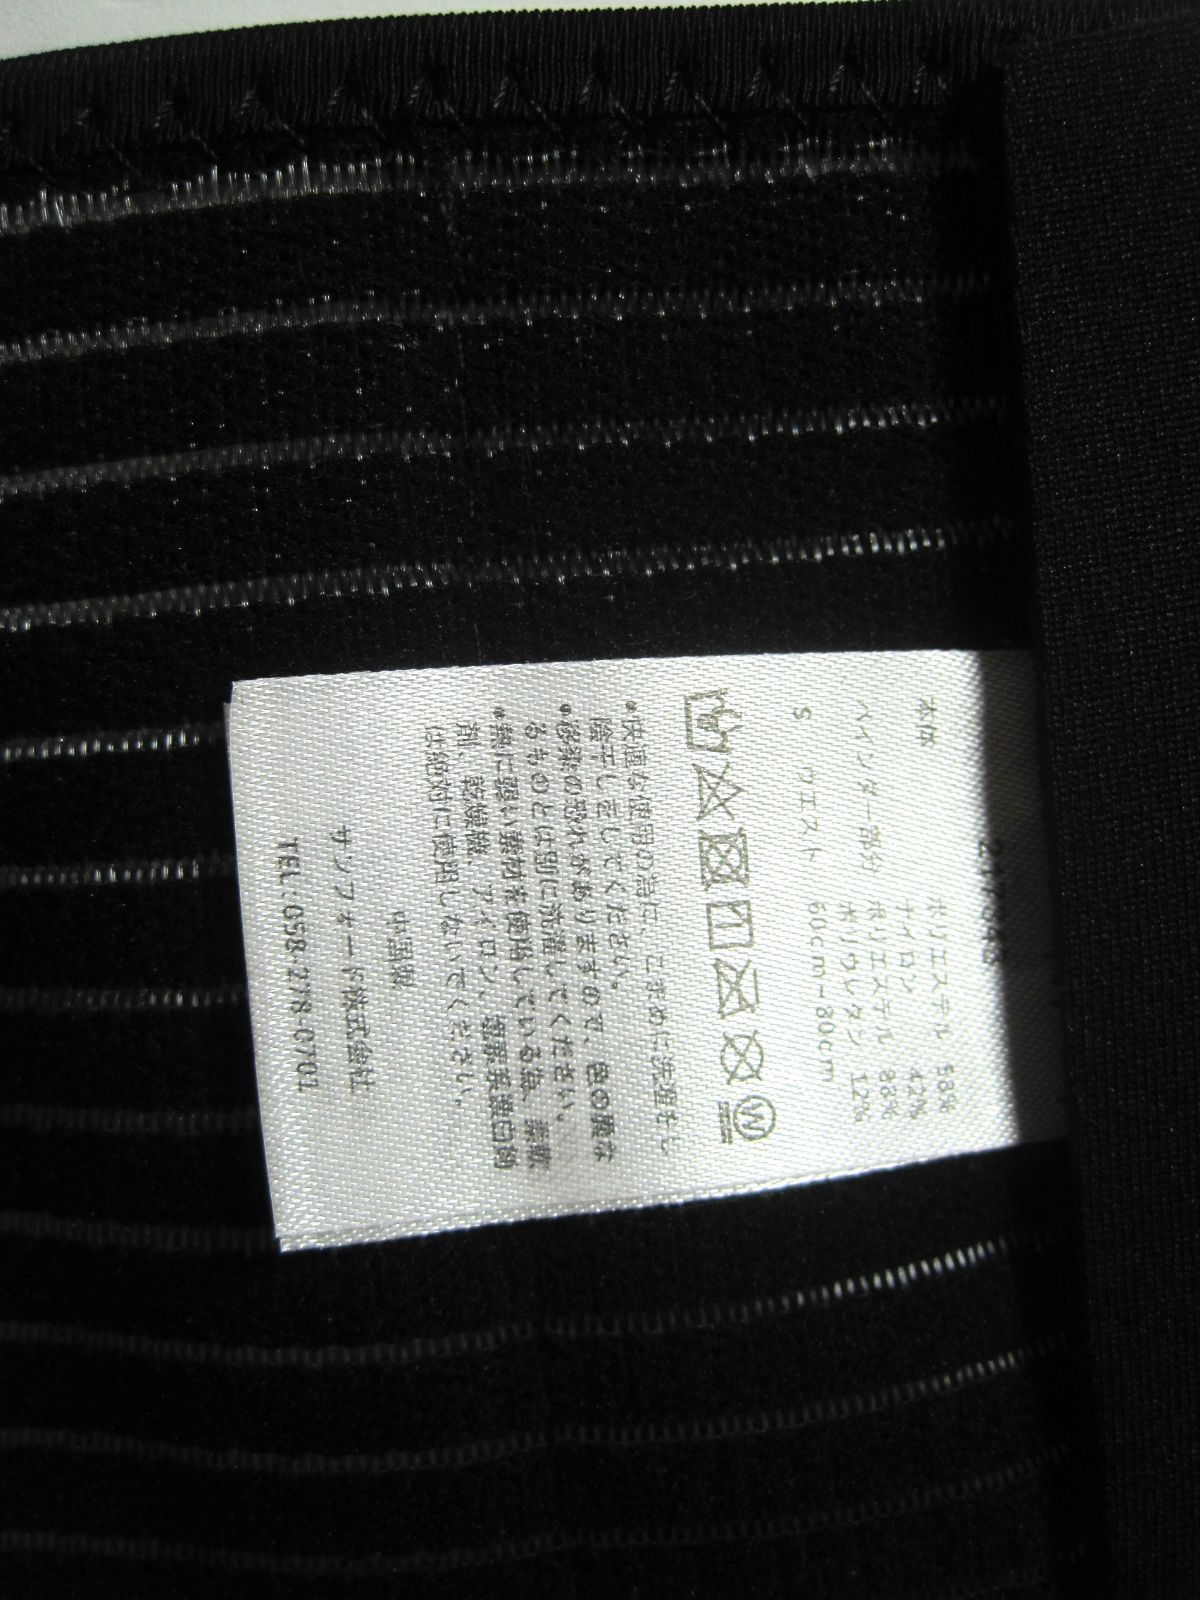 本体
ポリエステル 58%
ナイロン 42%
バインダー部分
ポリエステル 88%
ポリウレタン 12%
S ウエスト 60cm~80cm
W
●快適な使用の為に、こまめに洗濯をし
陰干しをしてください。
●移染の恐れがありますので、色の濃な
るものとは別に洗濯してください。
●熱に弱い素材を使用している為、柔軟
剤、乾燥機、アイロン、塩素系漂白剤
は絶対に使用しないでください。
中国製
サンフォード株式会社
TEL:058-278-0701